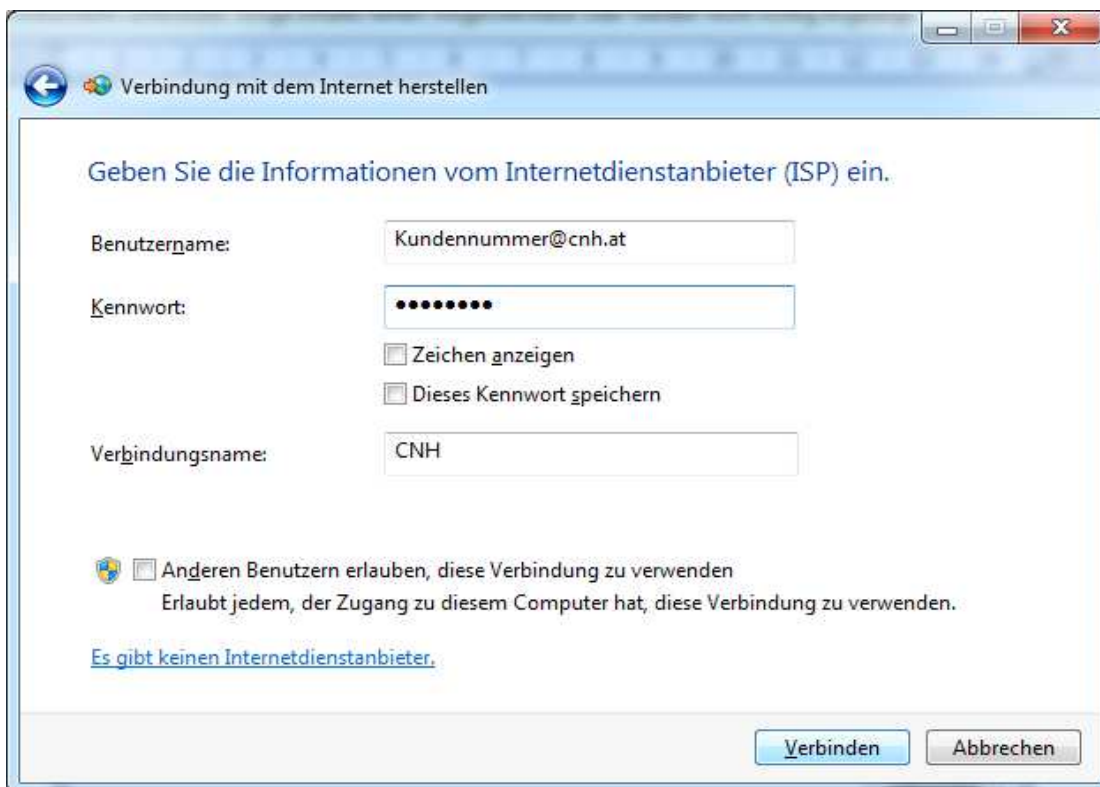 Verbindung mit dem Internet herstellen
Geben Sie die Informationen vom Internetdienstanbieter (ISP) ein.
Benutzername:
Kundennummer@cnh.at
Kennwort:
••••••••
Zeichen anzeigen
Dieses Kennwort speichern
Verbindungsname:
CNH
Anderen Benutzern erlauben, diese Verbindung zu verwenden
Erlaubt jedem, der Zugang zu diesem Computer hat, diese Verbindung zu verwenden.
Es gibt keinen Internetdienstanbieter.
Verbinden
Abbrechen